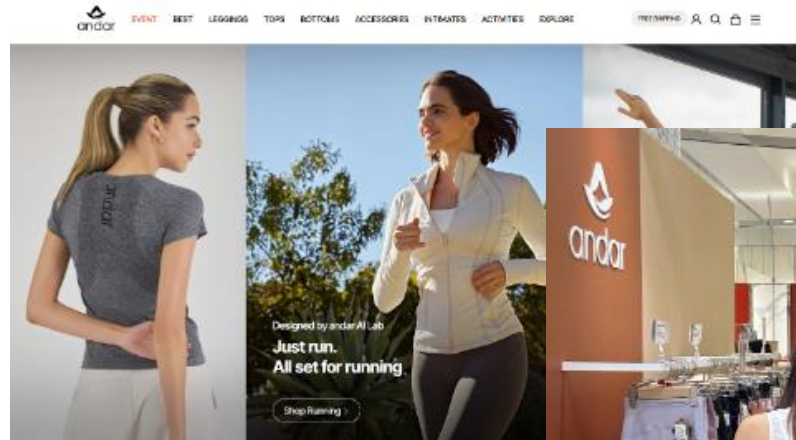 andar
EVENT BEST LEGGINGS TOPS BOTTOMS ACCESSORIES INTIMATES ACTIVITIES EXPLORE FREE SHIPPING
andar
Designed by andar AI Lab
Just run.
All set for running
Shop Running
andar